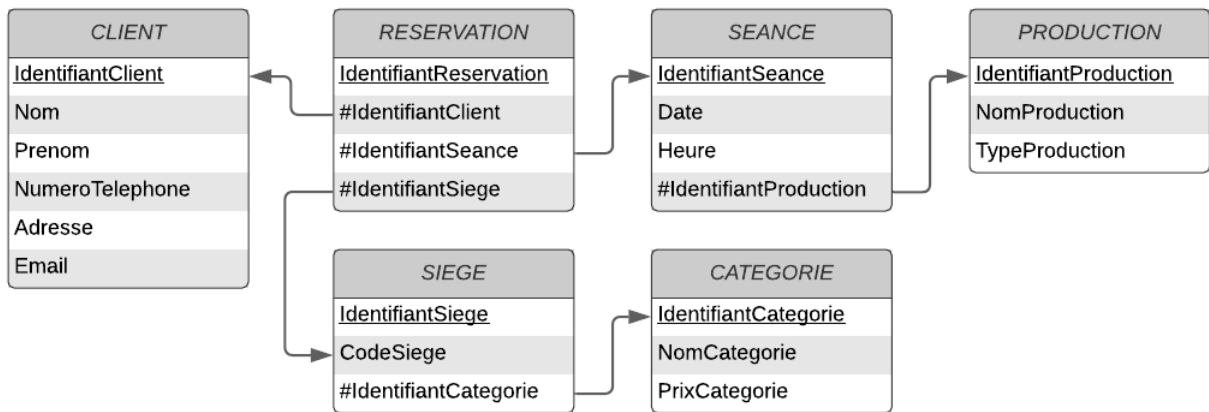 CLIENT
IdentifiantClient
Nom
Prenom
NumeroTelephone
Adresse
Email
RESERVATION
IdentifiantReservation
#IdentifiantClient
#IdentifiantSeance
#IdentifiantSiege
SEANCE
IdentifiantSeance
Date
Heure
#IdentifiantProduction
PRODUCTION
IdentifiantProduction
NomProduction
TypeProduction
SIEGE
IdentifiantSiege
CodeSiege
#IdentifiantCategorie
CATEGORIE
IdentifiantCategorie
NomCategorie
PrixCategorie